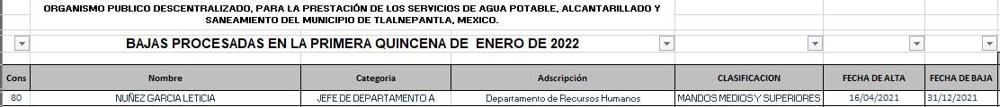 ORGANISMO PUBLICO DESCENTRALIZADO, PARA LA PRESTACIÓN DE LOS SERVICIOS DE AGUA POTABLE, ALCANTARILLADO Y
SANEAMIENTO DEL MUNICIPIO DE TLALNEPANTLA, MEXICO.
BAJAS PROCESADAS EN LA PRIMERA QUINCENA DE ENERO DE 2022
Cons Nombre Categoria Adscripción CLASIFICACION FECHA DE ALTA FECHA DE BAJA
80 NUÑEZ GARCIA LETICIA JEFE DE DEPARTAMENTO A Departamento de Recursos Humanos MANDOS MEDIOS Y SUPERIORES 16/04/2021 31/12/2021